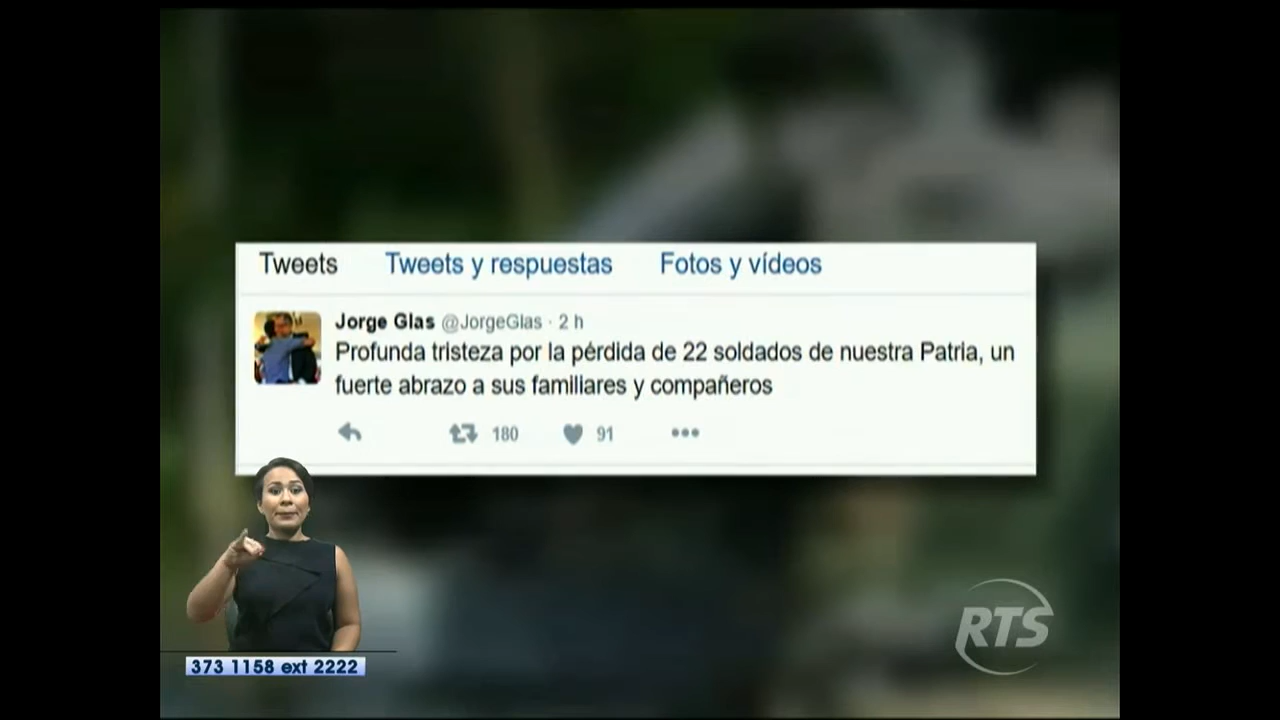 Tweets Tweets y respuestas Fotos y vídeos
Jorge Glas @JorgeGlas · 2 h
Profunda tristeza por la pérdida de 22 soldados de nuestra Patria, un
fuerte abrazo a sus familiares y compañeros
180 91
RTS
373 1158 ext 2222